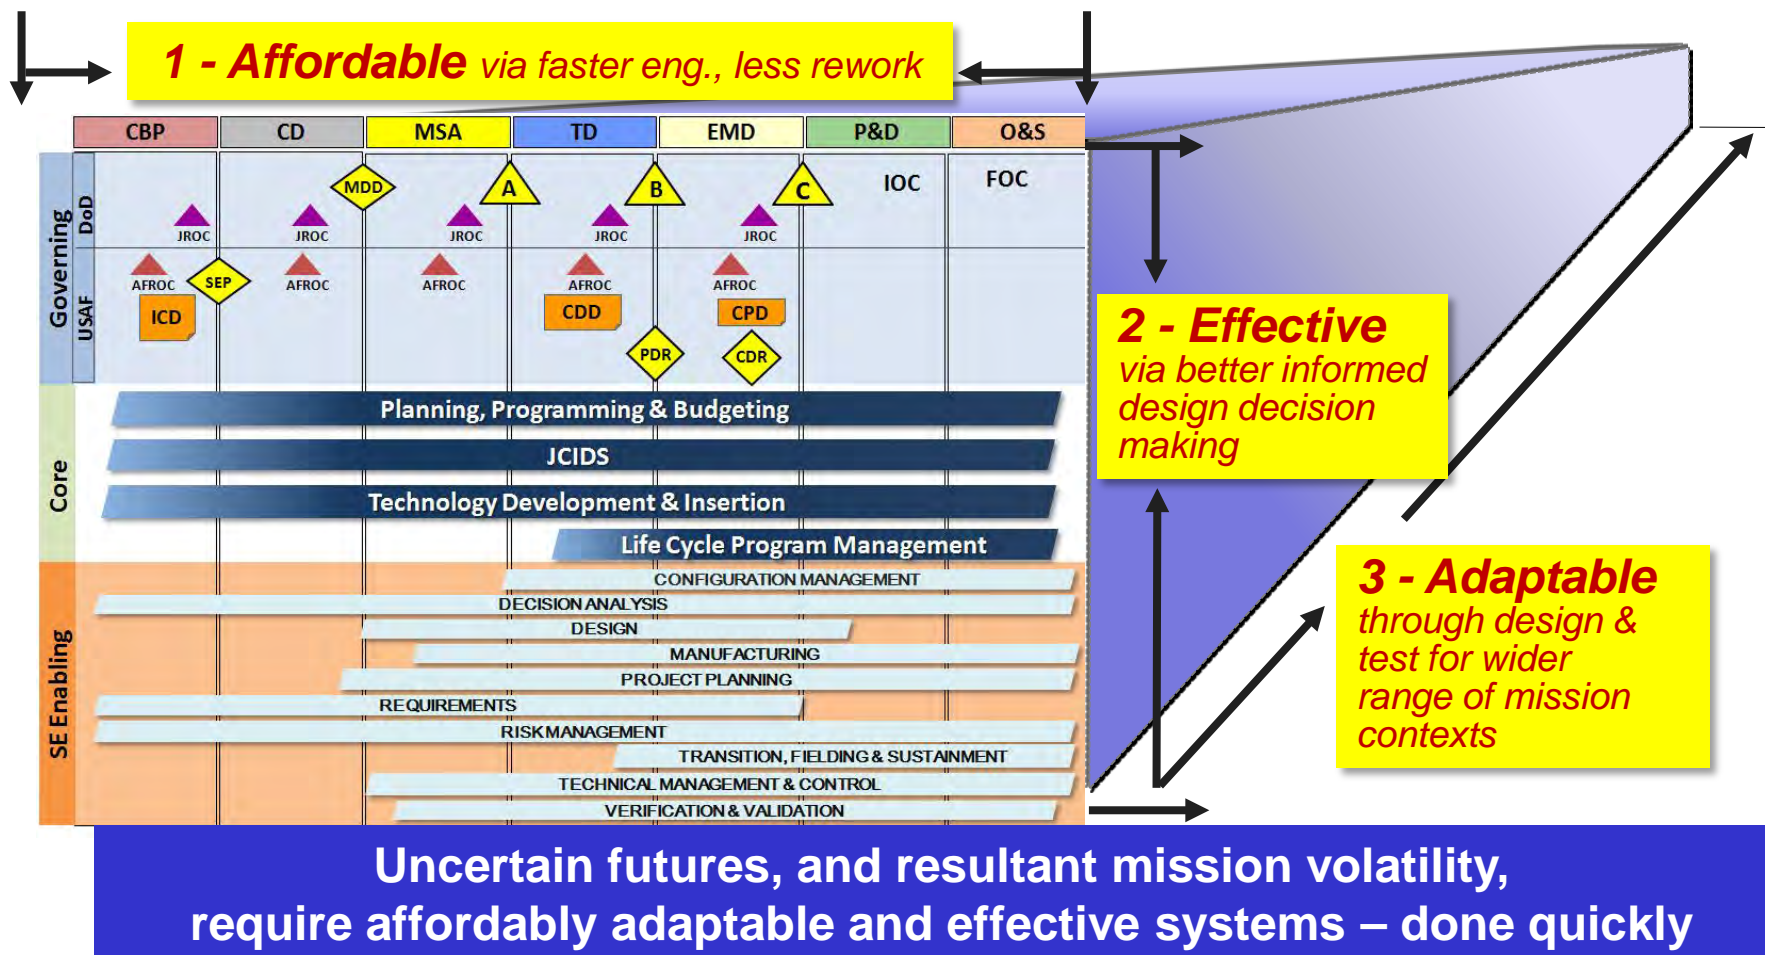 1 - Affordable via faster eng., less rework
CBP CD MSA TD EMD P&D O&S
Governing
DoD
MDD A B C IOC FOC
JROC JROC JROC JROC JROC
USAF
AFROC SEP AFROC AFROC AFROC AFROC
ICD CDD CPD
PDR CDR
Core
Planning, Programming & Budgeting
JCIDS
Technology Development & Insertion
Life Cycle Program Management
SE Enabling
CONFIGURATION MANAGEMENT
DECISION ANALYSIS
DESIGN
MANUFACTURING
PROJECT PLANNING
REQUIREMENTS
RISK MANAGEMENT
TRANSITION, FIELDING & SUSTAINMENT
TECHNICAL MANAGEMENT & CONTROL
VERIFICATION & VALIDATION
2 - Effective
via better informed
design decision
making
3 - Adaptable
through design &
test for wider
range of mission
contexts
Uncertain futures, and resultant mission volatility,
require affordably adaptable and effective systems – done quickly